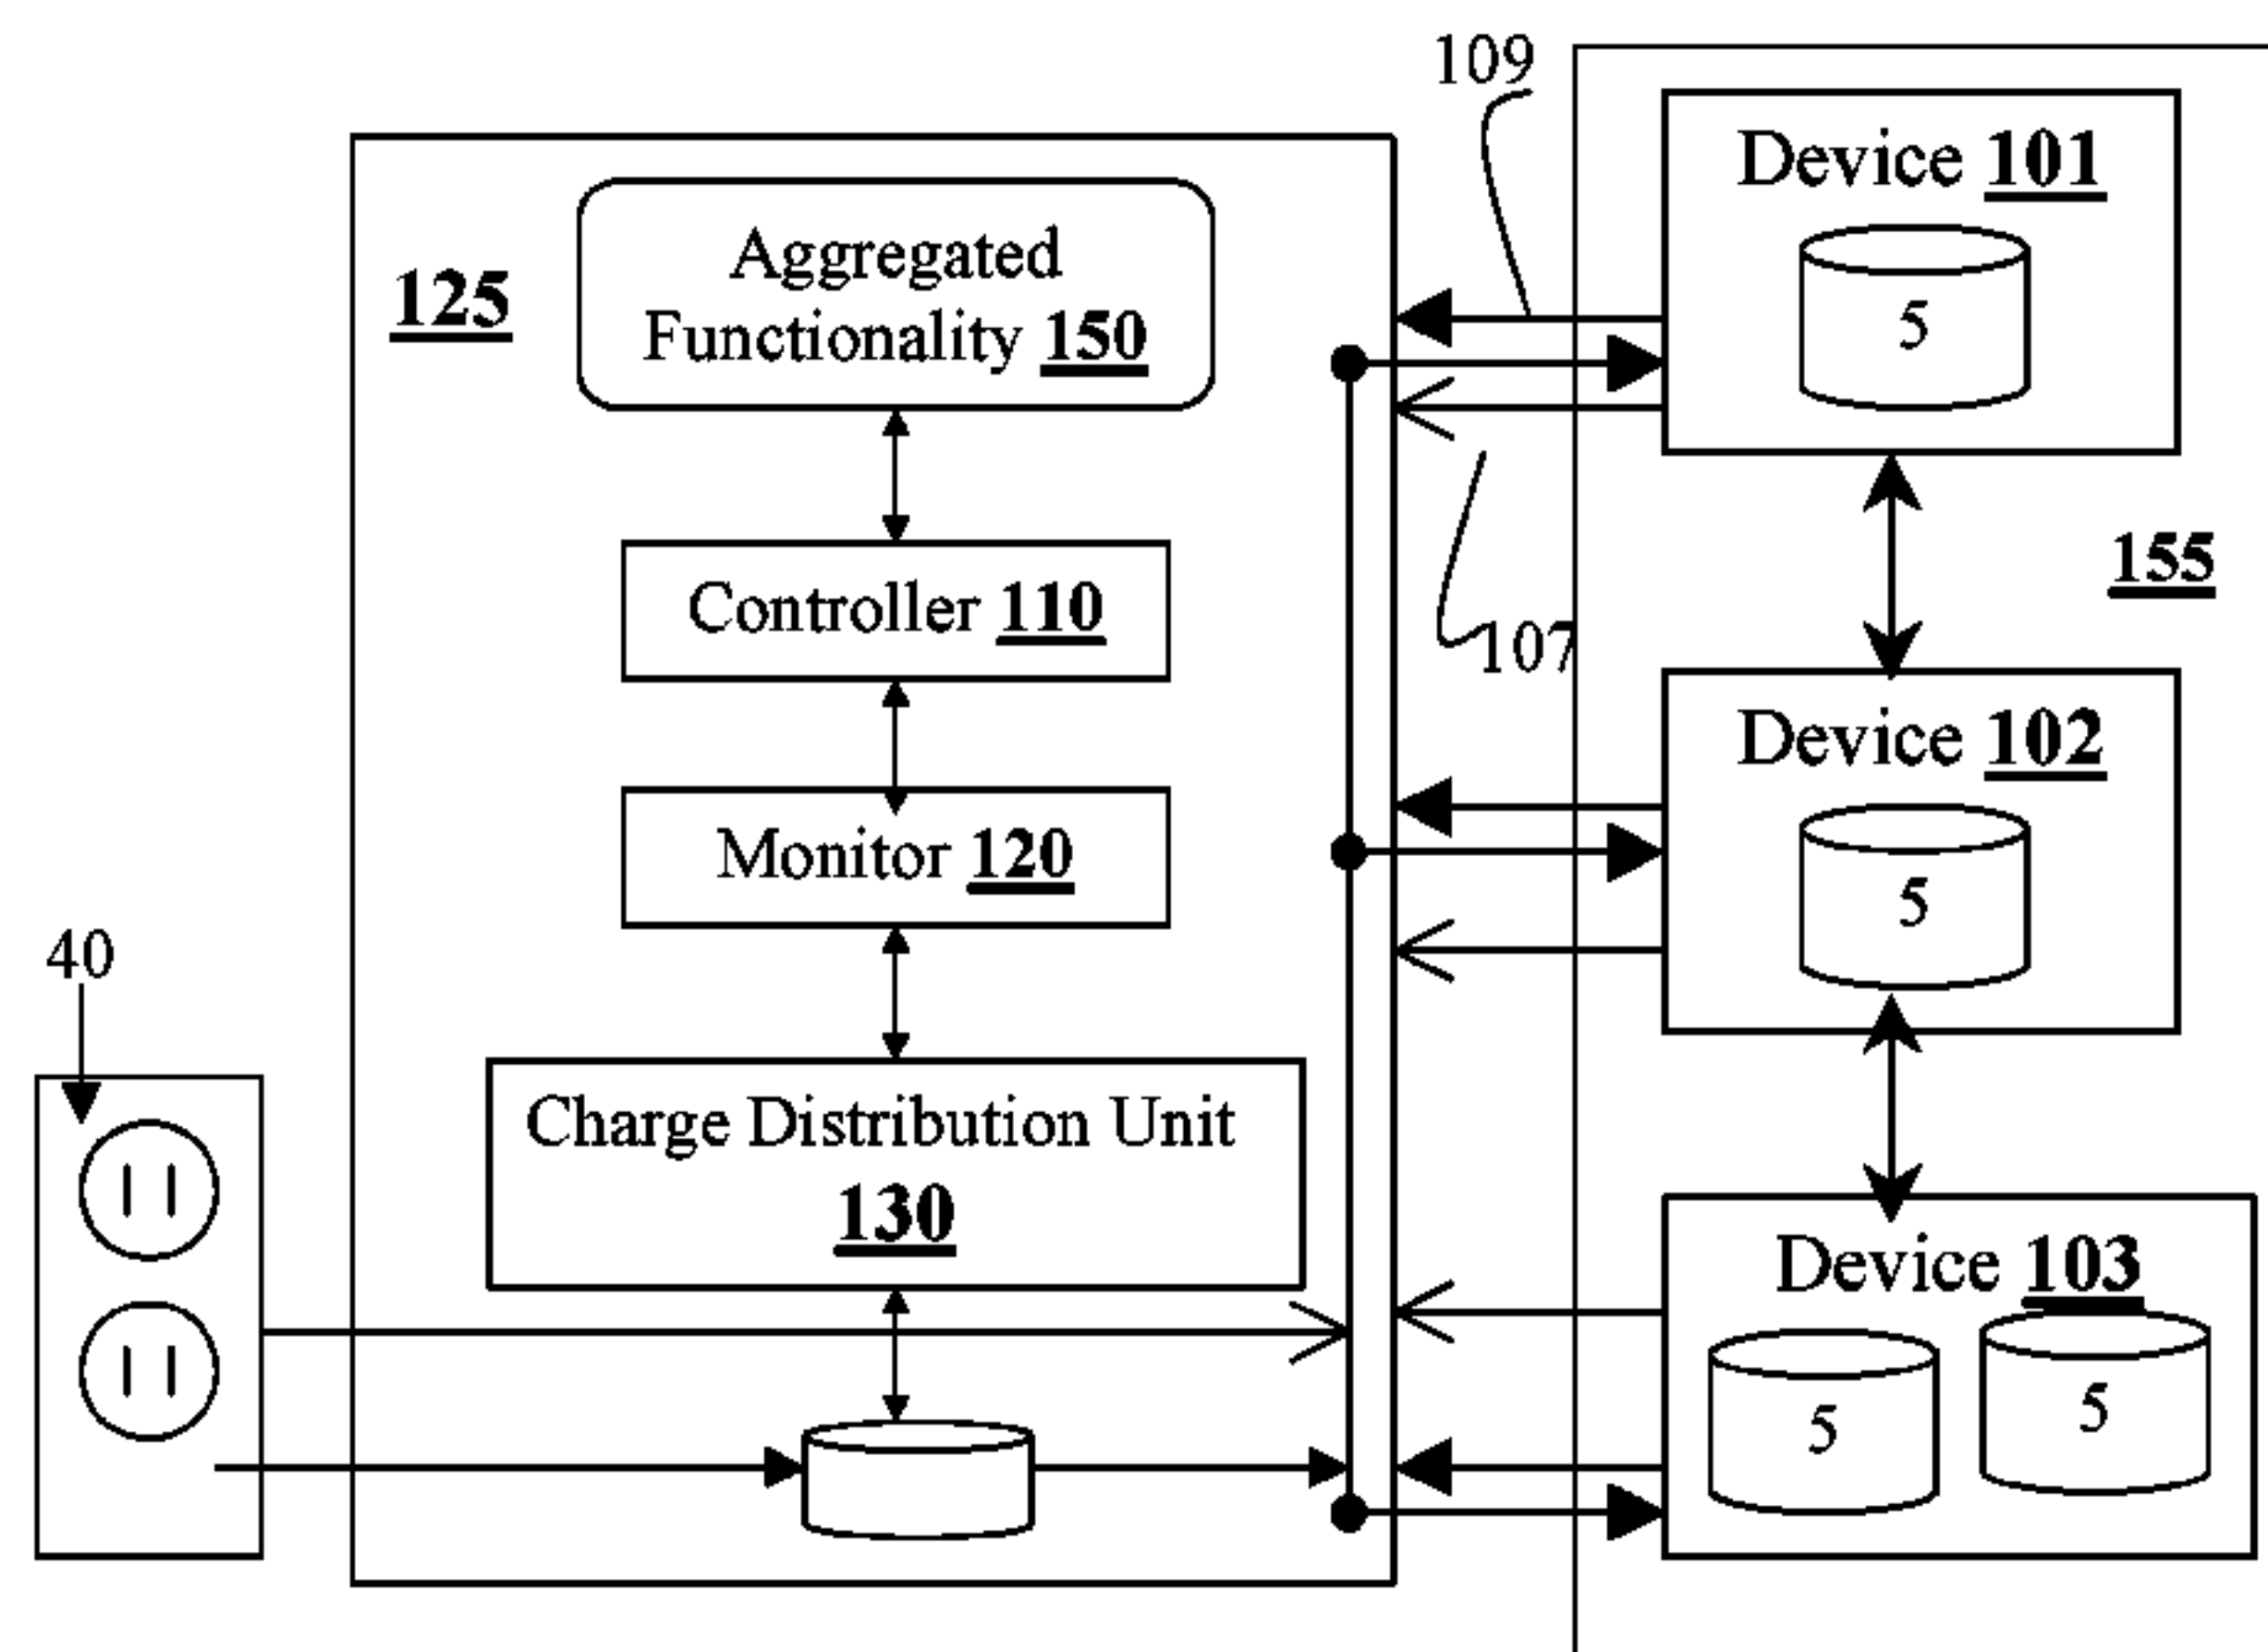 109
Device 101
5
125
Aggregated
Functionality 150
Controller 110
155
107
Device 102
5
Monitor 120
40
Charge Distribution Unit
130
Device 103
5
5